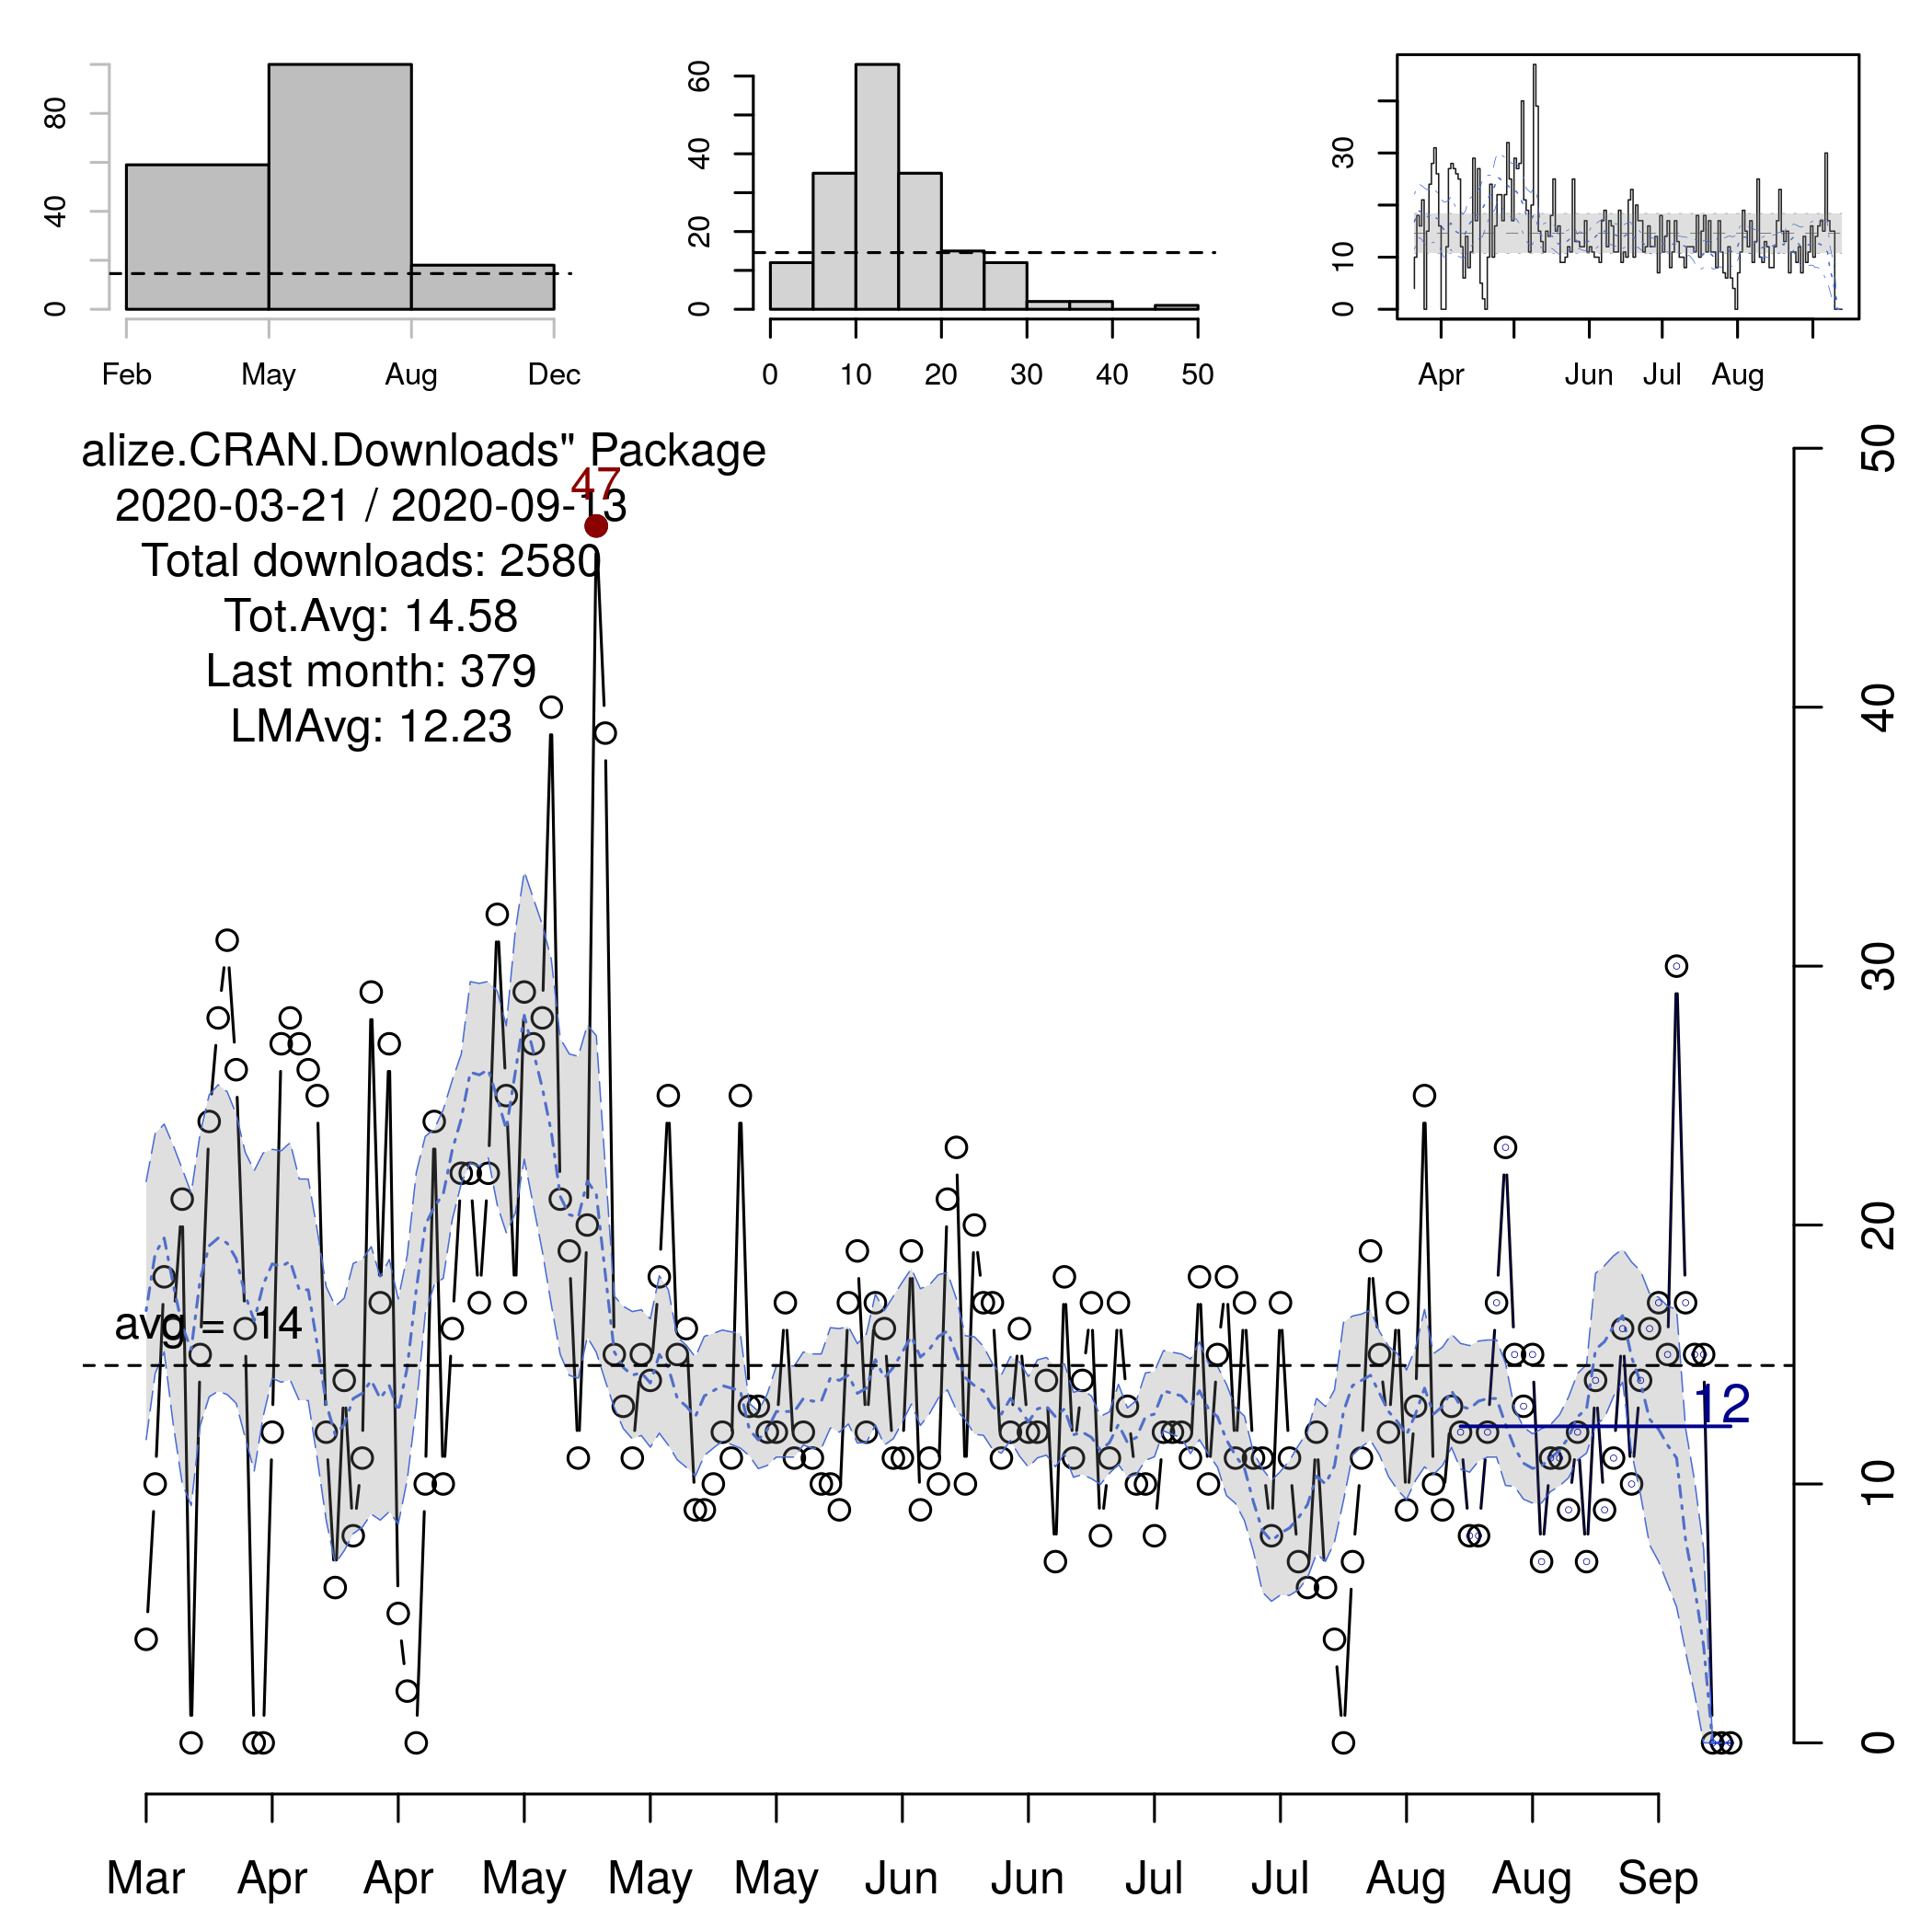 80
40
0
Feb May Aug Dec
60
40
20
0
0 10 20 30 40 50
30
10
0
Apr Jun Jul Aug
alize.CRAN.Downloads" Package
47
2020-03-21 / 2020-09-13
Total downloads: 2580
Tot.Avg: 14.58
Last month: 379
LMAvg: 12.23
avg = 14
12
50
40
30
20
10
0
Mar Apr Apr May May May Jun Jun Jul Jul Aug Aug Sep